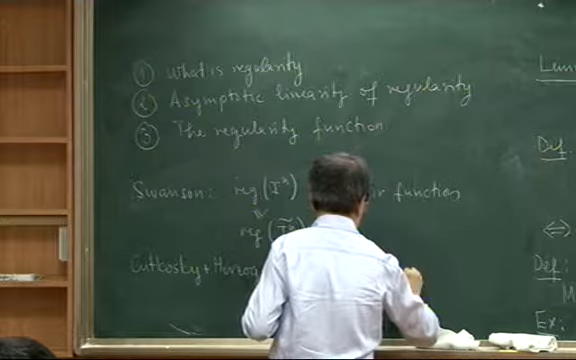 ① What is regularity
② Asymptotic linearity of regularity
③ The regularity function
Swanson: reg (I^n) function
reg (I^n)
Cutkosky + Herzog
Def.
⇔
Def:
M
Ex: